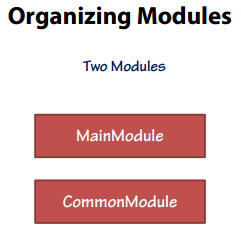 Organizing Modules
Two Modules
MainModule
CommonModule